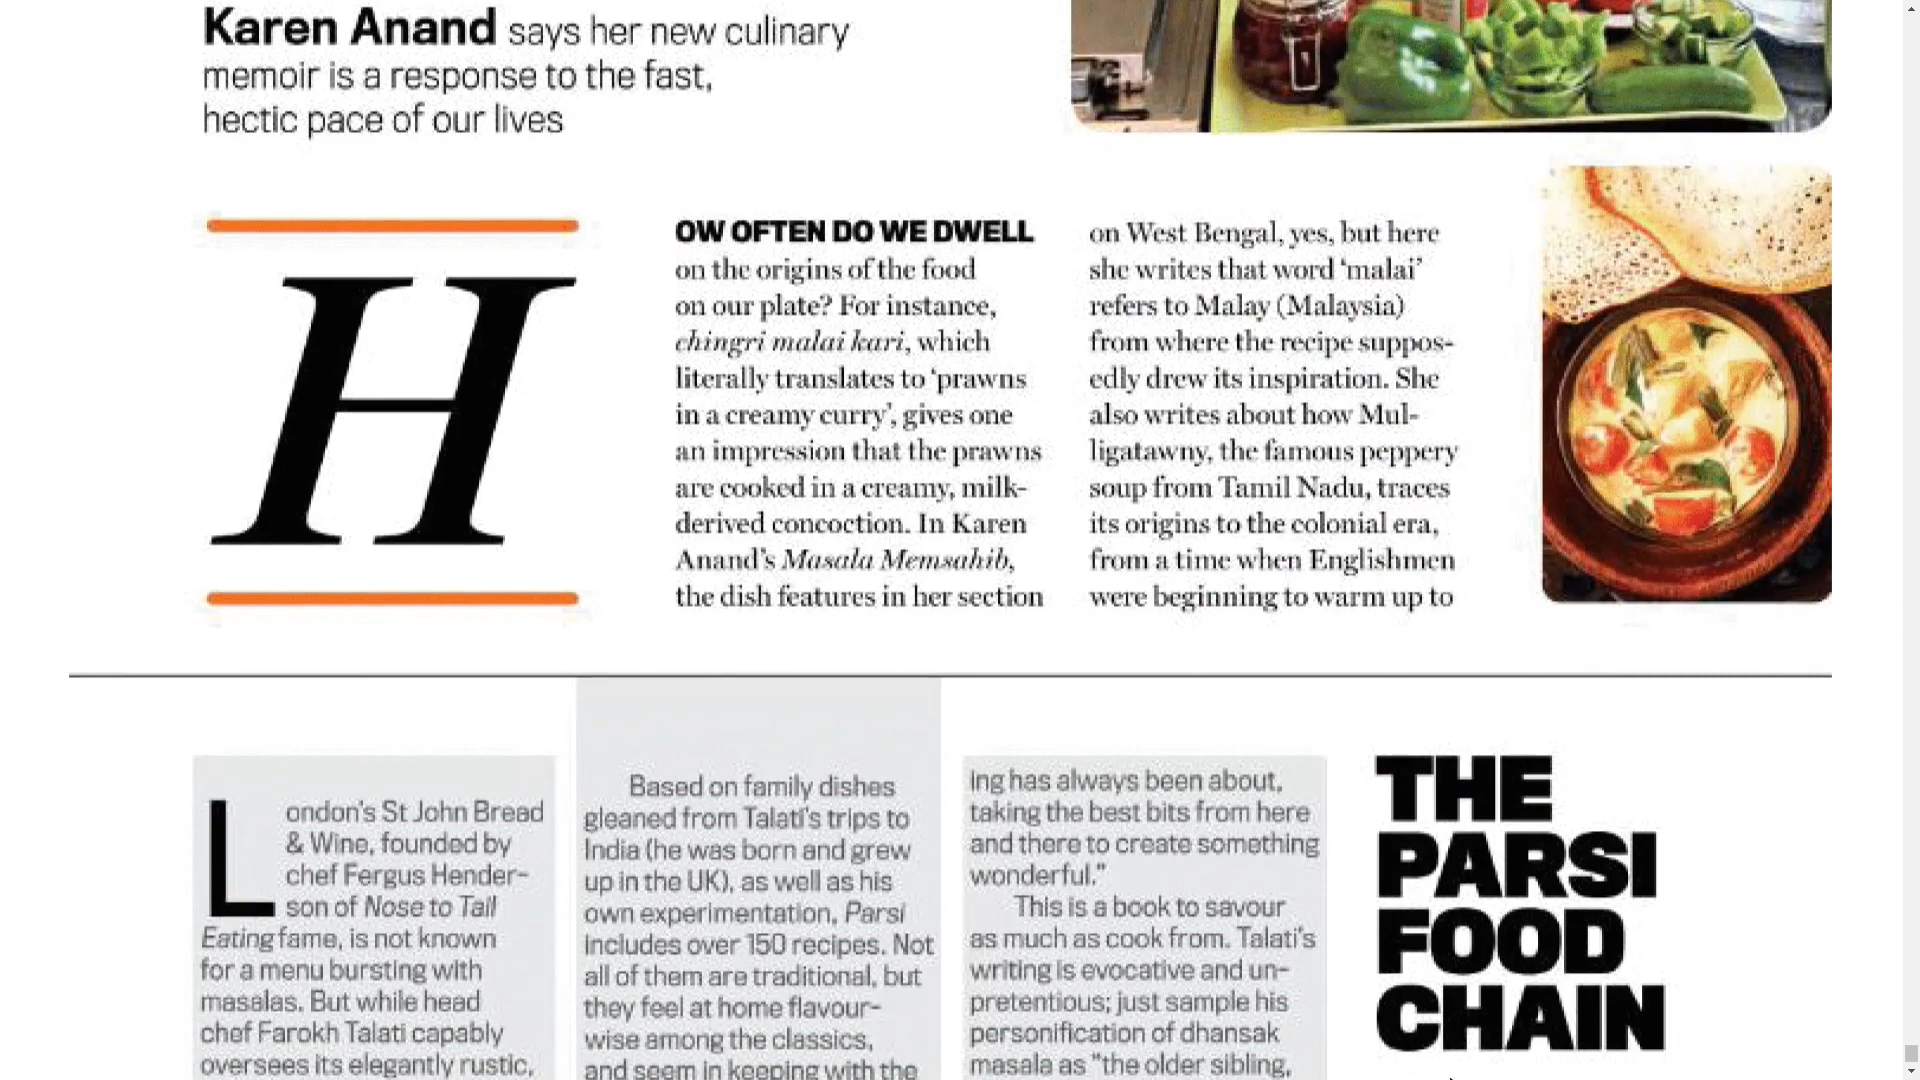 Karen Anand says her new culinary
memoir is a response to the fast,
hectic pace of our lives
H
OW OFTEN DO WE DWELL
on the origins of the food
on our plate? For instance,
chingri malai kari, which
literally translates to ‘prawns
in a creamy curry’, gives one
an impression that the prawns
are cooked in a creamy, milk-
derived concoction. In Karen
Anand’s Masala Memsahib,
the dish features in her section
on West Bengal, yes, but here
she writes that word ‘malai’
refers to Malay (Malaysia)
from where the recipe suppos-
edly drew its inspiration. She
also writes about how Mul-
ligatawny, the famous peppery
soup from Tamil Nadu, traces
its origins to the colonial era,
from a time when Englishmen
were beginning to warm up to
THE
PARSI
FOOD
CHAIN
London's St John Bread
& Wine, founded by
chef Fergus Hender-
son of Nose to Tail
Eating fame, is not known
for a menu bursting with
masalas. But while head
chef Farokh Talati capably
oversees its elegantly rustic,
Based on family dishes
gleaned from Talati's trips to
India (he was born and grew
up in the UK), as well as his
own experimentation, Parsi
includes over 150 recipes. Not
all of them are traditional, but
they feel at home flavour-
wise among the classics,
and seem in keeping with the
ing has always been about,
taking the best bits from here
and there to create something
wonderful."
This is a book to savour
as much as cook from. Talati's
writing is evocative and un-
pretentious; just sample his
personification of dhansak
masala as "the older sibling,